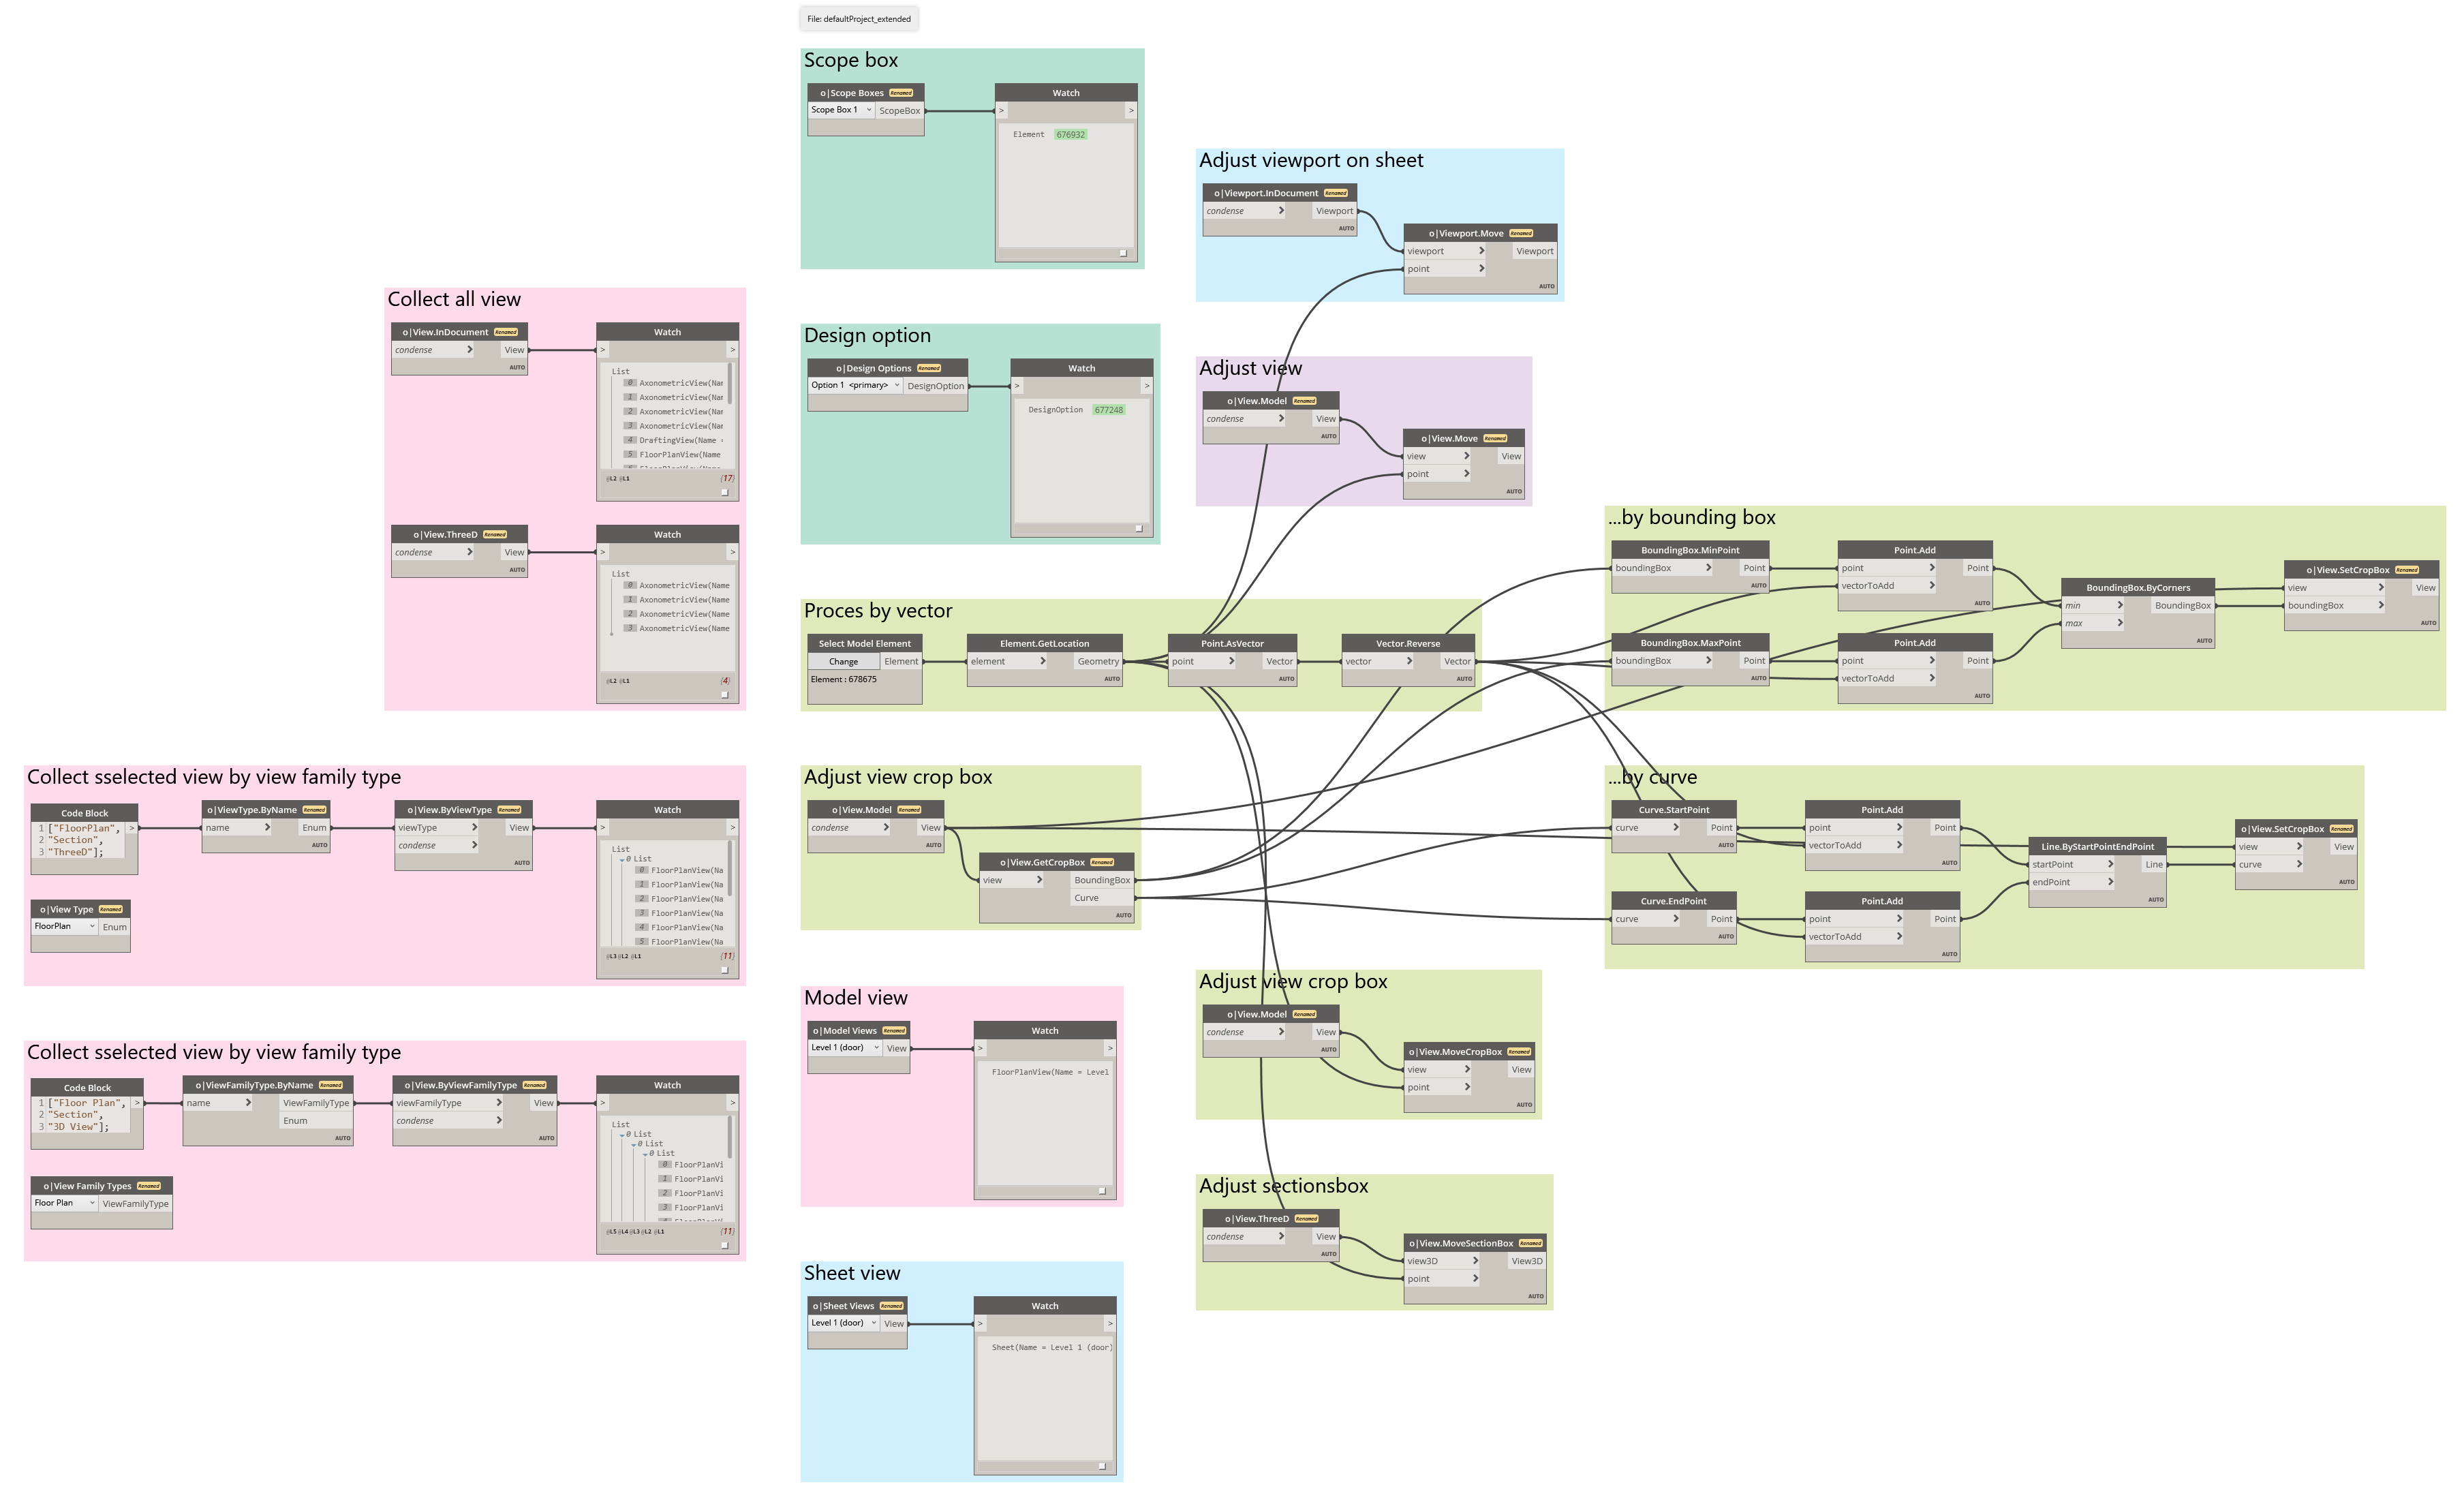 File: defaultProject_extended
Scope box
o|Scope Boxes Renamed
Scope Box 1 ScopeBox
Watch
> >
Element 676932
Adjust viewport on sheet
o|Viewport.InDocument Renamed
condense Viewport
AUTO
o|Viewport.Move Renamed
viewport Viewport
point
AUTO
Collect all view
o|View.InDocument Renamed
condense View
AUTO
Watch
> >
List
0 AxonometricView(Nam
1 AxonometricView(Nam
2 AxonometricView(Nam
3 AxonometricView(Nam
4 DraftingView(Name =
5 FloorPlanView(Name
6 FloorPlanView(Name
@L2 @L1 {17}
o|View.ThreeD Renamed
condense View
AUTO
Watch
> >
List
0 AxonometricView(Name
1 AxonometricView(Name
2 AxonometricView(Name
3 AxonometricView(Name
@L2 @L1 {4}
Design option
o|Design Options Renamed
Option 1 <primary> DesignOption
Watch
> >
DesignOption 677248
Adjust view
o|View.Model Renamed
condense View
AUTO
o|View.Move Renamed
view View
point
AUTO
Proces by vector
Select Model Element
Change Element
Element : 678675
Element.GetLocation
element Geometry
AUTO
Point.AsVector
point Vector
AUTO
Vector.Reverse
vector Vector
AUTO
...by bounding box
BoundingBox.MinPoint
boundingBox Point
AUTO
Point.Add
point Point
vectorToAdd
AUTO
BoundingBox.MaxPoint
boundingBox Point
AUTO
Point.Add
point Point
vectorToAdd
AUTO
BoundingBox.ByCorners
min BoundingBox
max
AUTO
o|View.SetCropBox Renamed
view View
boundingBox
AUTO
Collect sselected view by view family type
Code Block
1 ["FloorPlan", >
2 "Section",
3 "ThreeD"];
o|ViewType.ByName Renamed
name Enum
AUTO
o|View.ByViewType Renamed
viewType View
condense
AUTO
Watch
> >
List
0 List
0 FloorPlanView(Na
1 FloorPlanView(Na
2 FloorPlanView(Na
3 FloorPlanView(Na
4 FloorPlanView(Na
5 FloorPlanView(Na
@L3 @L2 @L1 {11}
o|View Type Renamed
FloorPlan Enum
Adjust view crop box
o|View.Model Renamed
condense View
AUTO
o|View.GetCropBox Renamed
view BoundingBox
Curve
AUTO
...by curve
Curve.StartPoint
curve Point
AUTO
Point.Add
point Point
vectorToAdd
AUTO
Curve.EndPoint
curve Point
AUTO
Point.Add
point Point
vectorToAdd
AUTO
Line.ByStartPointEndPoint
startPoint Line
endPoint
AUTO
o|View.SetCropBox Renamed
view View
curve
AUTO
Model view
o|Model Views Renamed
Level 1 (door) View
Watch
> >
FloorPlanView(Name = Level
Adjust view crop box
o|View.Model Renamed
condense View
AUTO
o|View.MoveCropBox Renamed
view View
point
AUTO
Collect sselected view by view family type
Code Block
1 ["Floor Plan", >
2 "Section",
3 "3D View"];
o|ViewFamilyType.ByName Renamed
name ViewFamilyType
Enum
AUTO
o|View.ByViewFamilyType Renamed
viewFamilyType View
condense
AUTO
Watch
> >
List
0 List
0 List
0 List
0 FloorPlanVi
1 FloorPlanVi
2 FloorPlanVi
3 FloorPlanVi
4 FloorPlanVi
@L5 @L4 @L3 @L2 @L1 {11}
o|View Family Types Renamed
Floor Plan ViewFamilyType
Adjust sectionsbox
o|View.ThreeD Renamed
condense View
AUTO
o|View.MoveSectionBox Renamed
view3D View3D
point
AUTO
Sheet view
o|Sheet Views Renamed
Level 1 (door) View
Watch
> >
Sheet(Name = Level 1 (door)